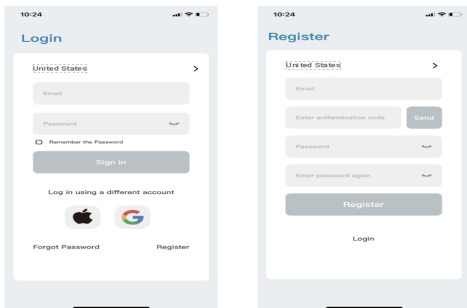 10:24
Login
United States
Email
Password
Remember the Password
Sign In
Log in using a different account
Forgot Password Register
10:24
Register
United States
Email
Enter authentication code Send
Password
Enter password again
Register
Login